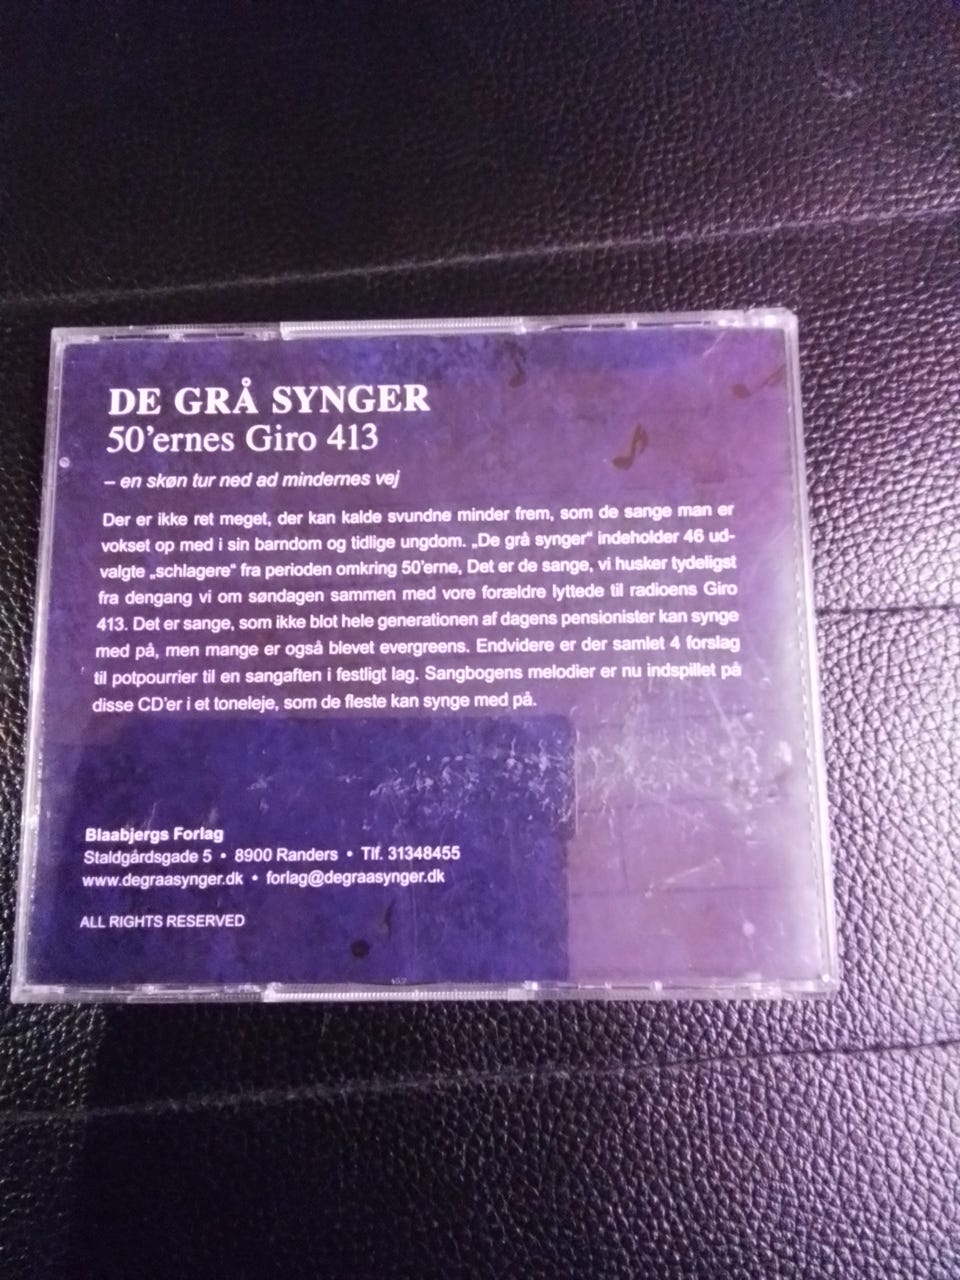 DE GRÅ SYNGER
50’ernes Giro 413
– en skøn tur ned ad mindernes vej
Der er ikke ret meget, der kan kalde svundne minder frem, som de sange man er
vokset op med i sin barndom og tidlige ungdom. „De grå synger“ indeholder 46 ud-
valgte „schlagere“ fra perioden omkring 50’erne, Det er de sange, vi husker tydeligst
fra dengang vi om søndagen sammen med vore forældre lyttede til radioens Giro
413. Det er sange, som ikke blot hele generationen af dagens pensionister kan synge
med på, men mange er også blevet evergreens. Endvidere er der samlet 4 forslag
til potpourrier til en sangaften i festligt lag. Sangbogens melodier er nu indspillet på
disse CD’er i et toneleje, som de fleste kan synge med på.
Blaabjergs Forlag
Staldgårdsgade 5 • 8900 Randers • Tlf. 31348455
www.degraasynger.dk • forlag@degraasynger.dk
ALL RIGHTS RESERVED